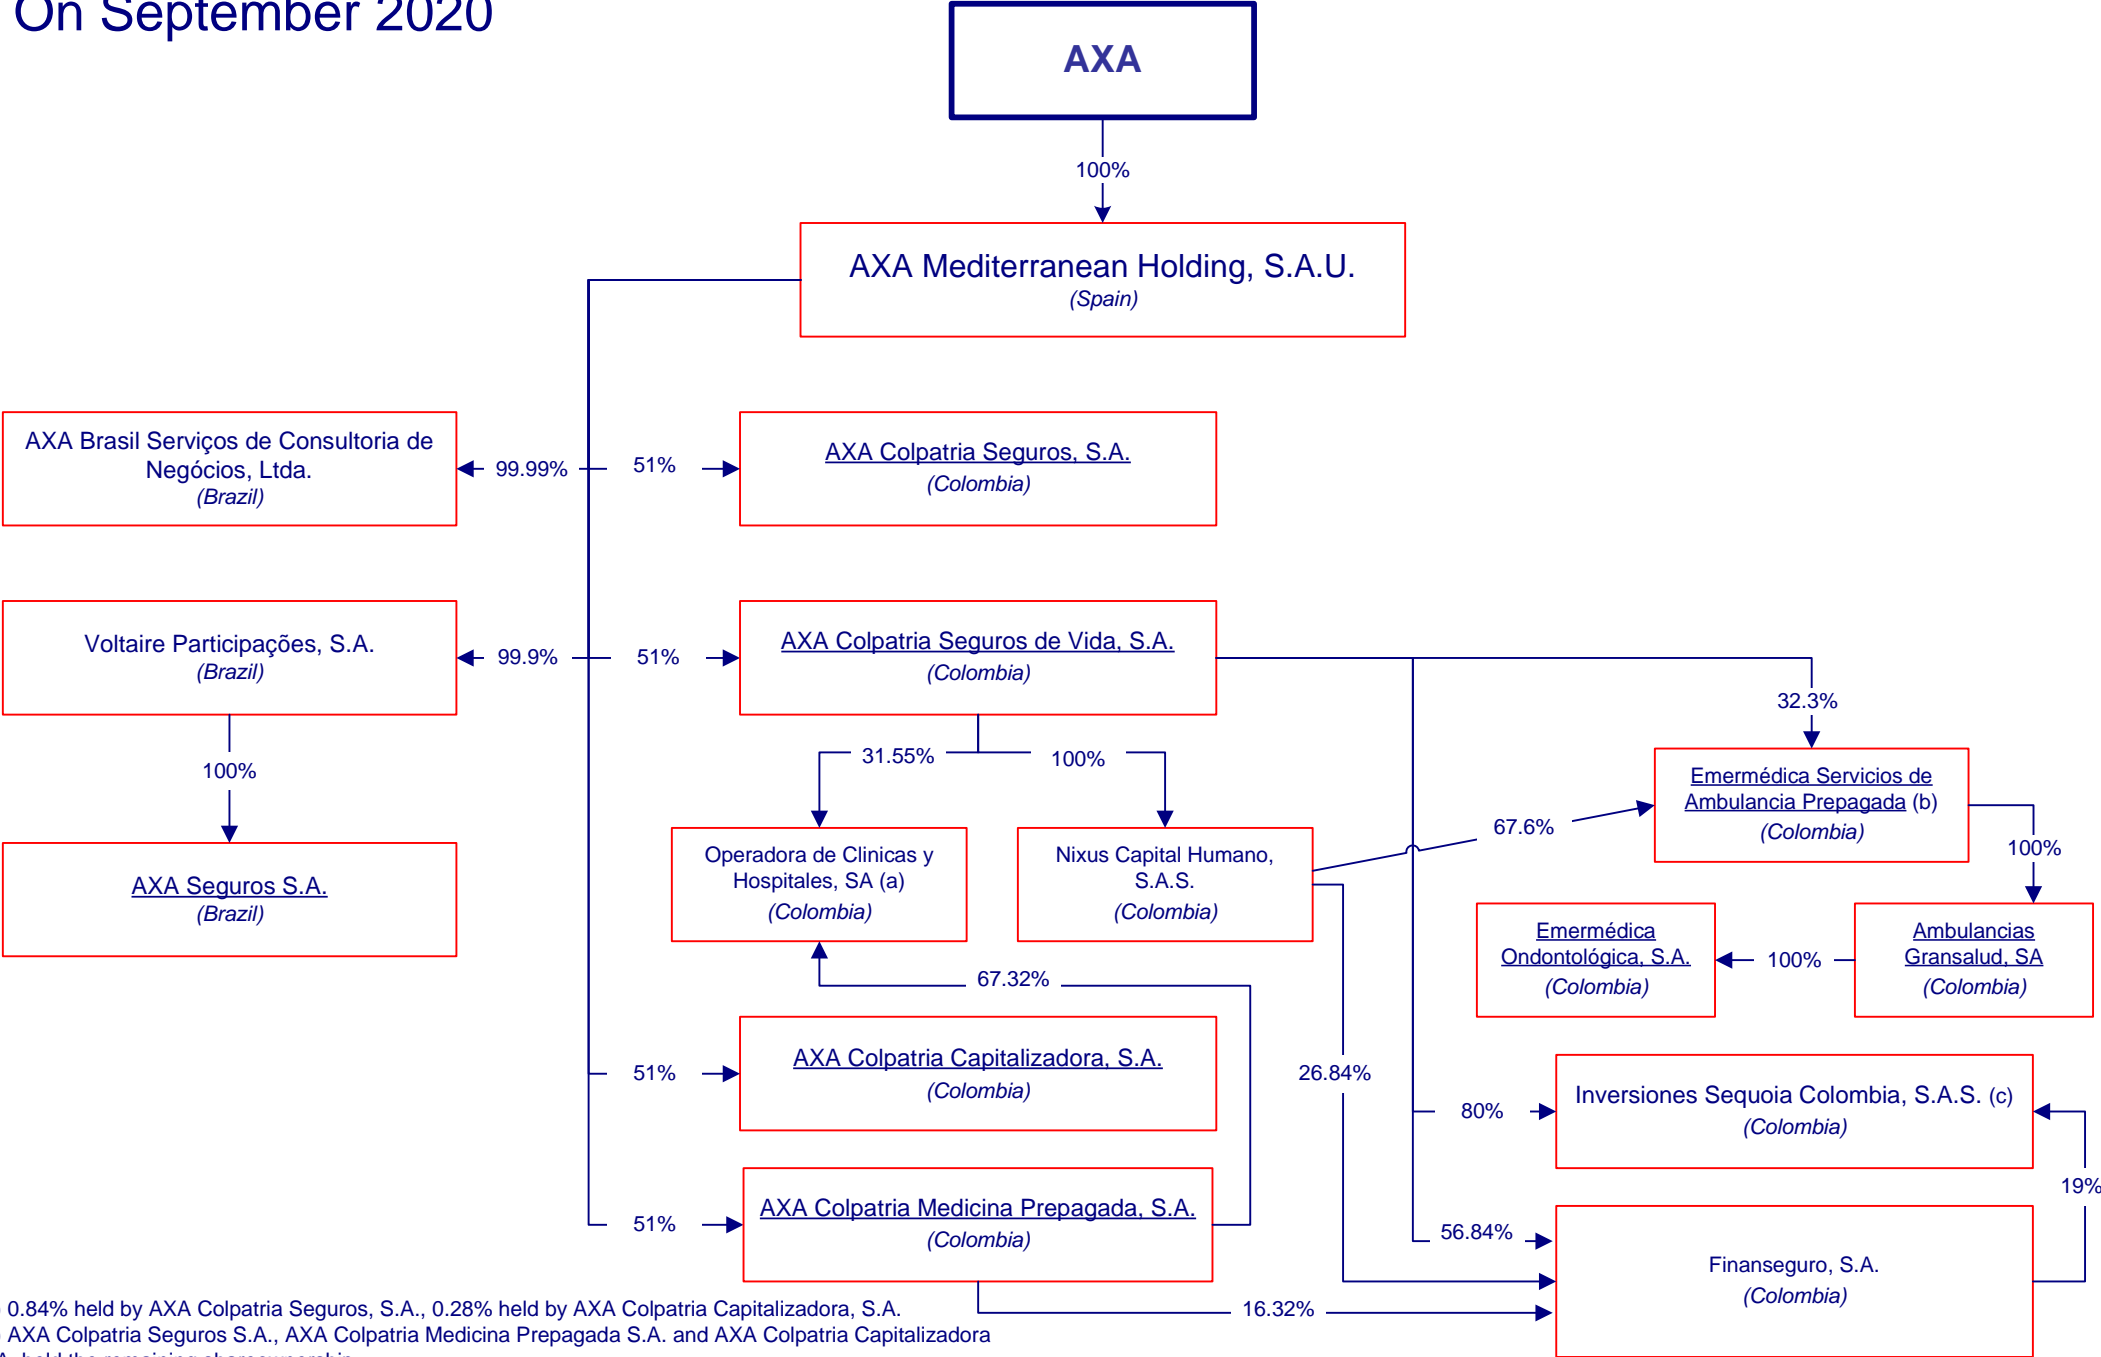 On September 2020
AXA
100%
AXA Mediterranean Holding, S.A.U.
(Spain)
AXA Brasil Serviços de Consultoria de
Negócios, Ltda.
(Brazil)
99.99%
51%
AXA Colpatria Seguros, S.A.
(Colombia)
Voltaire Participações, S.A.
(Brazil)
99.9%
51%
AXA Colpatria Seguros de Vida, S.A.
(Colombia)
32.3%
100%
31.55%
100%
Emermédica Servicios de
Ambulancia Prepagada (b)
(Colombia)
67.6%
100%
AXA Seguros S.A.
(Brazil)
Operadora de Clinicas y
Hospitales, SA (a)
(Colombia)
Nixus Capital Humano,
S.A.S.
(Colombia)
Emermédica
Ondontológica, S.A.
(Colombia)
100%
Ambulancias
Gransalud, SA
(Colombia)
67.32%
51%
AXA Colpatria Capitalizadora, S.A.
(Colombia)
26.84%
80%
Inversiones Sequoia Colombia, S.A.S. (c)
(Colombia)
19%
51%
AXA Colpatria Medicina Prepagada, S.A.
(Colombia)
56.84%
Finanseguro, S.A.
(Colombia)
16.32%
0.84% held by AXA Colpatria Seguros, S.A., 0.28% held by AXA Colpatria Capitalizadora, S.A.
AXA Colpatria Seguros S.A., AXA Colpatria Medicina Prepagada S.A. and AXA Colpatria Capitalizadora